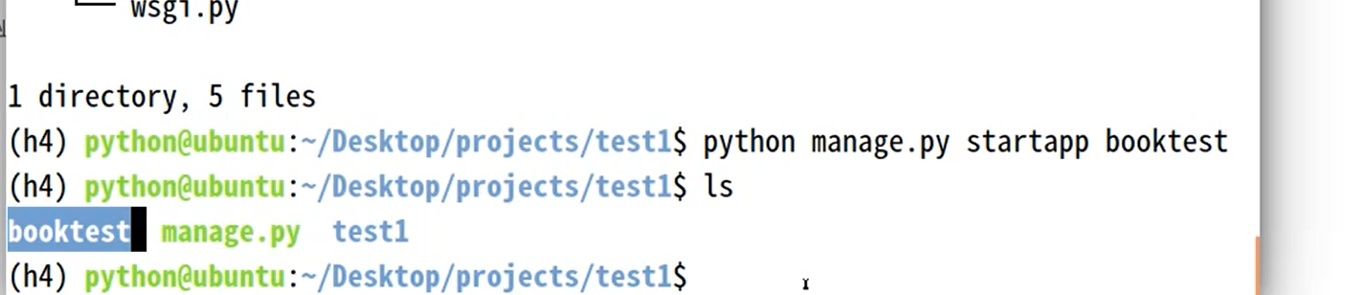 wsgi.py
1 directory, 5 files
(h4) python@ubuntu:~/Desktop/projects/test1$ python manage.py startapp booktest
(h4) python@ubuntu:~/Desktop/projects/test1$ ls
booktest manage.py test1
(h4) python@ubuntu:~/Desktop/projects/test1$